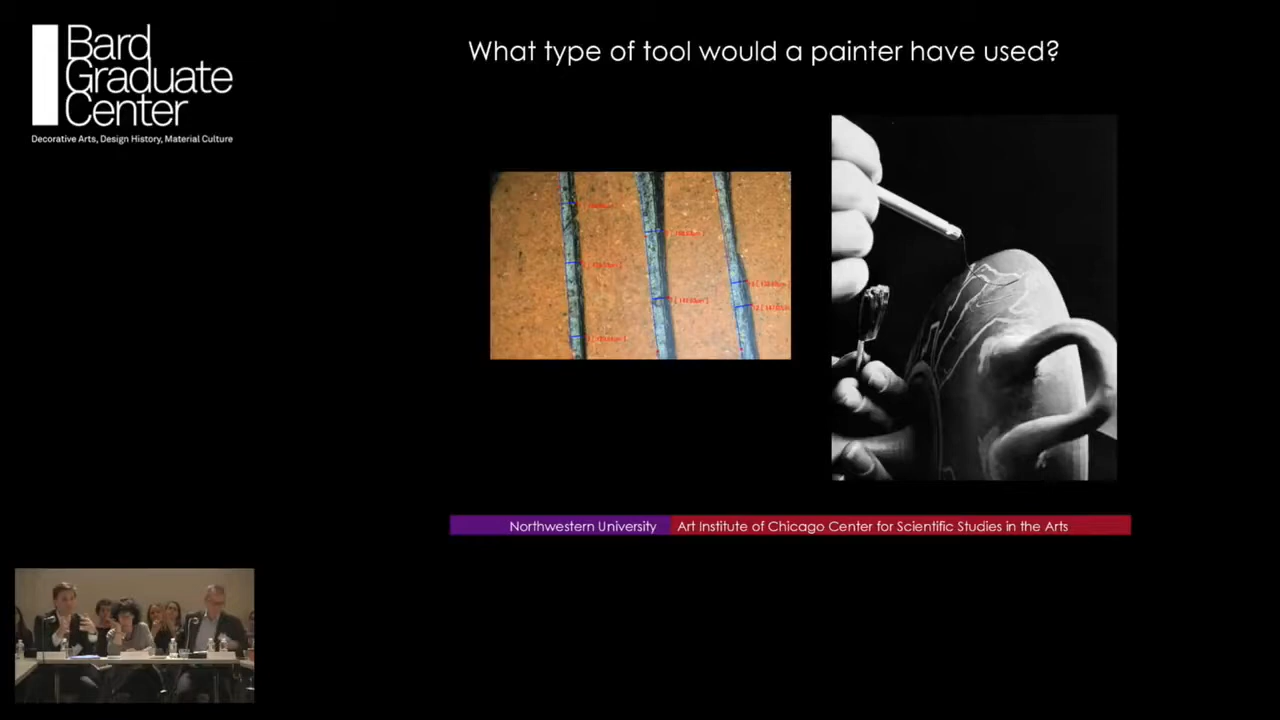 Bard
Graduate
Center
Decorative Arts, Design History, Material Culture
What type of tool would a painter have used?
Northwestern University
Art Institute of Chicago Center for Scientific Studies in the Arts